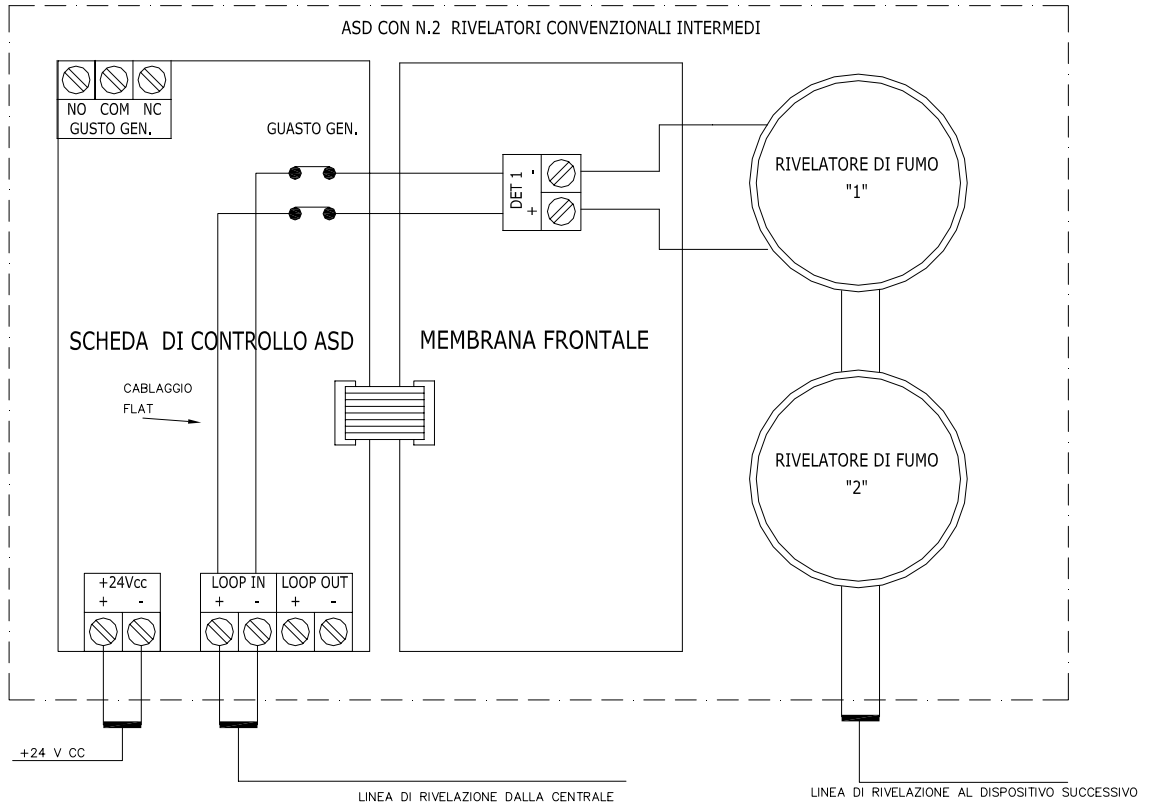 ASD CON N.2 RIVELATORI CONVENZIONALI INTERMEDI
NO COM NC
GUSTO GEN.
GUASTO GEN.
DET 1
-
+
RIVELATORE DI FUMO
"1"
SCHEDA DI CONTROLLO ASD
MEMBRANA FRONTALE
CABLAGGIO
FLAT
RIVELATORE DI FUMO
"2"
+24Vcc
+ -
LOOP IN
+ -
LOOP OUT
+ -
+24 V CC
LINEA DI RIVELAZIONE DALLA CENTRALE
LINEA DI RIVELAZIONE AL DISPOSITIVO SUCCESSIVO